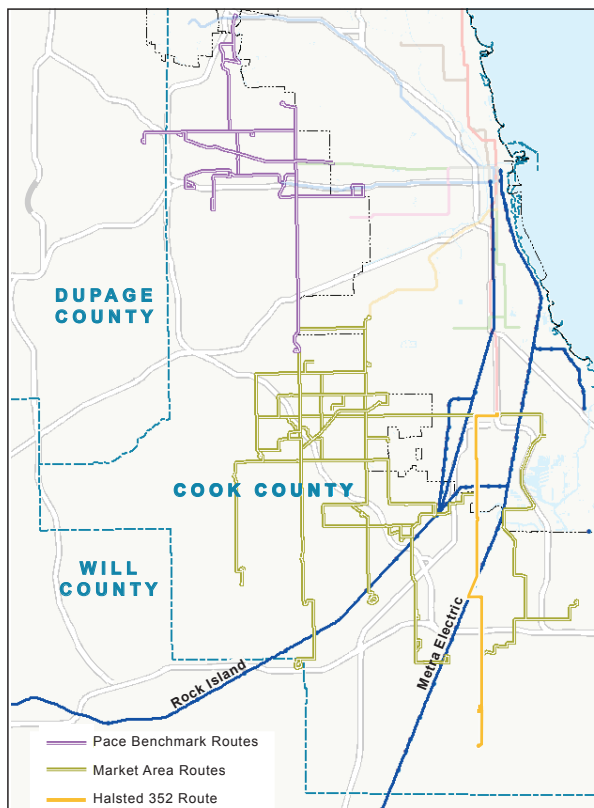 DUPAGE
COUNTY
COOK COUNTY
WILL
COUNTY
Rock Island
Metra Electric
Pace Benchmark Routes
Market Area Routes
Halsted 352 Route